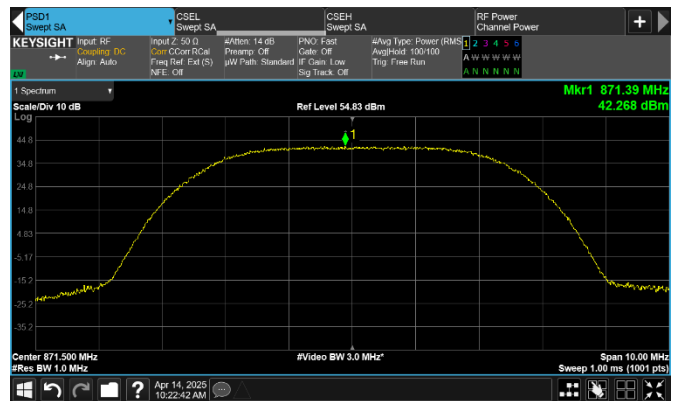 PSD1
Swept SA
CSEL
Swept SA
CSEH
Swept SA
RF Power
Channel Power
KEYSIGHT
Input: RF
Coupling: DC
Align: Auto
LM
Input Z: 50 Ω
Corr CCorr RCal
Freq Ref: Ext (S)
NFE: Off
#Atten: 14 dB
Preamp: Off
µW Path: Standard
PNO: Fast
Gate: Off
IF Gain: Low
Sig Track: Off
#Avg Type: Power (RMS)
Avg|Hold: 100/100
Trig: Free Run
1 2 3 4 5 6
A W W W W W
A N N N N N
1 Spectrum
Scale/Div 10 dB
Log
Ref Level 54.83 dBm
Mkr1 871.39 MHz
42.268 dBm
1
44.8
34.8
24.8
14.8
4.83
-5.17
-15.2
-25.2
-35.2
Center 871.500 MHz
#Res BW 1.0 MHz
#Video BW 3.0 MHz*
Span 10.00 MHz
Sweep 1.00 ms (1001 pts)
?
Apr 14, 2025
10:22:42 AM